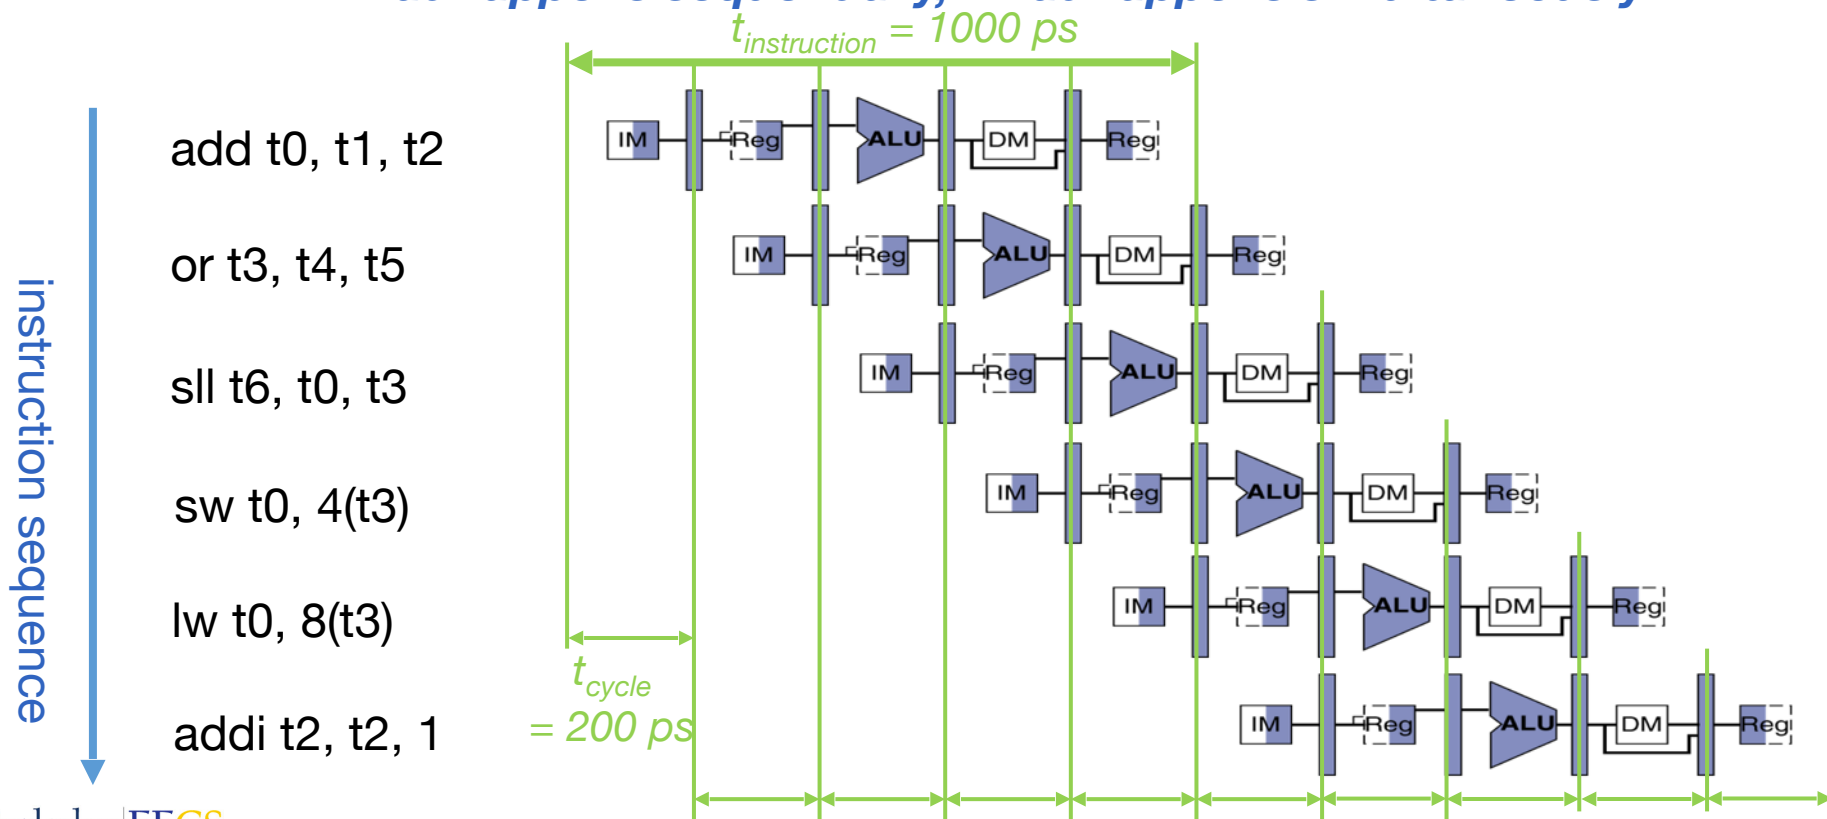 t_instruction = 1000 ps
instruction sequence
add t0, t1, t2
IM Reg ALU DM Reg
or t3, t4, t5
IM Reg ALU DM Reg
sll t6, t0, t3
IM Reg ALU DM Reg
sw t0, 4(t3)
IM Reg ALU DM Reg
lw t0, 8(t3)
IM Reg ALU DM Reg
t_cycle
= 200 ps
addi t2, t2, 1
IM Reg ALU DM Reg